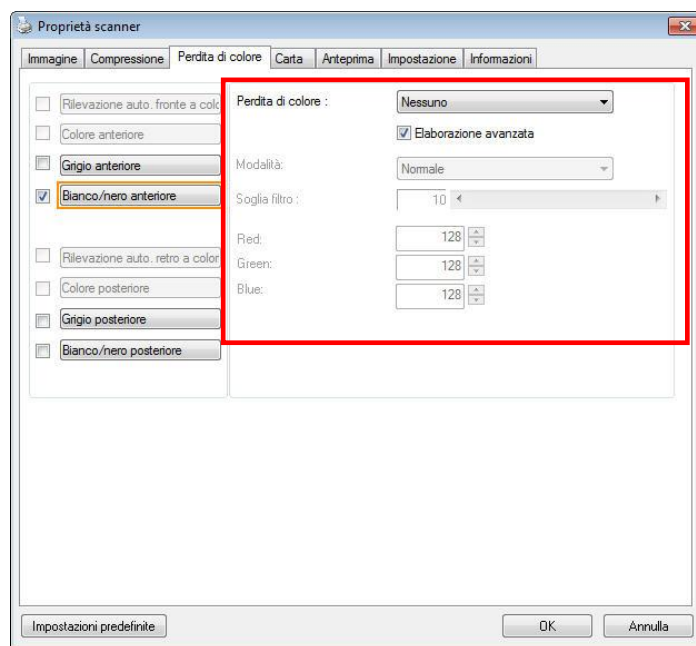 Proprietà scanner
Immagine Compressione Perdita di colore Carta Anteprima Impostazione Informazioni
Rilevazione auto. fronte a colo
Colore anteriore
Grigio anteriore
Bianco/nero anteriore
Rilevazione auto. retro a color
Colore posteriore
Grigio posteriore
Bianco/nero posteriore
Perdita di colore : Nessuno
Elaborazione avanzata
Modalità: Normale
Soglia filtro : 10
Red: 128
Green: 128
Blue: 128
Impostazioni predefinite OK Annulla